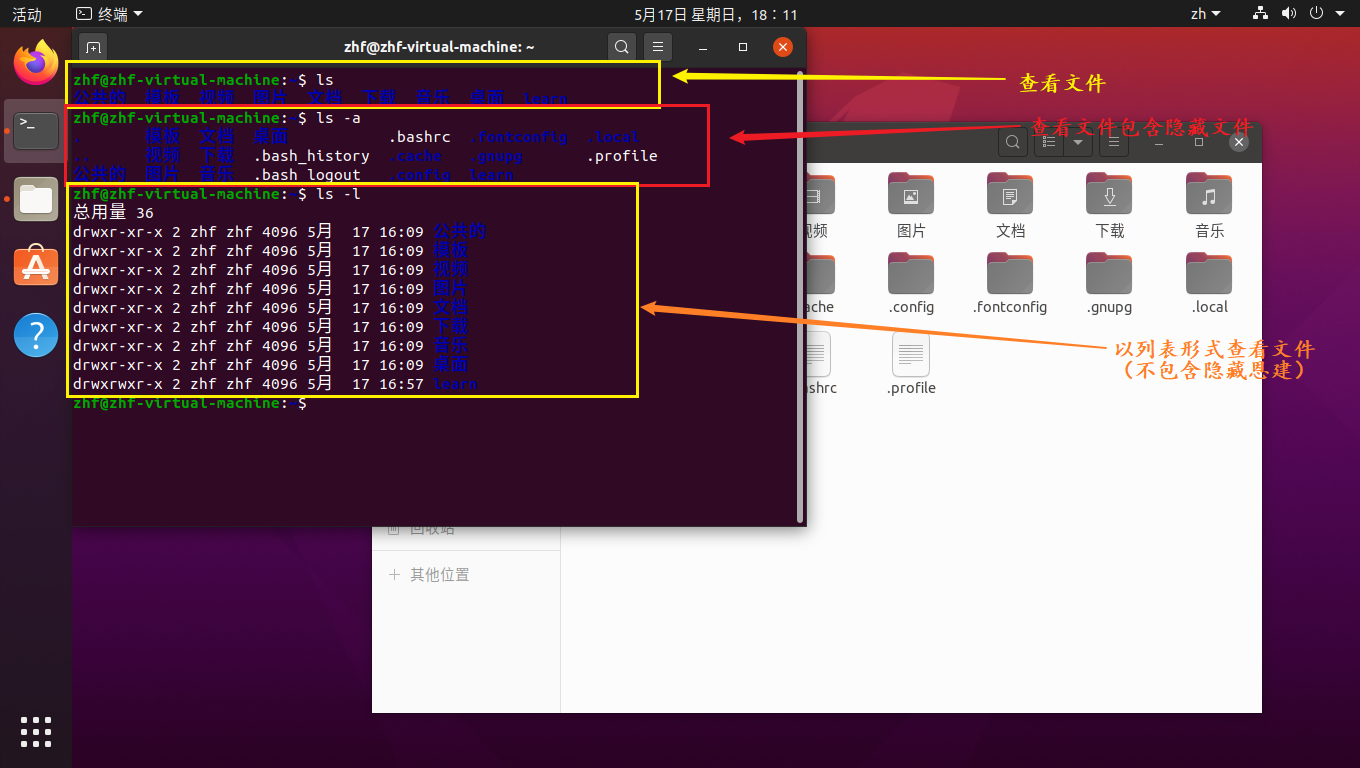 活动 终端 5月17日 星期日，18：11 zh
zhf@zhf-virtual-machine: ~
zhf@zhf-virtual-machine:~$ ls
公共的 模板 视频 图片 文档 下载 音乐 桌面 learn
查看文件
zhf@zhf-virtual-machine:~$ ls -a
. 模板 文档 桌面 .bashrc .fontconfig .local
.. 视频 下载 .bash_history .cache .gnupg .profile
公共的 图片 音乐 .bash_logout .config learn
查看文件包含隐藏文件
zhf@zhf-virtual-machine:~$ ls -l
总用量 36
drwxr-xr-x 2 zhf zhf 4096 5月 17 16:09 公共的
drwxr-xr-x 2 zhf zhf 4096 5月 17 16:09 模板
drwxr-xr-x 2 zhf zhf 4096 5月 17 16:09 视频
drwxr-xr-x 2 zhf zhf 4096 5月 17 16:09 图片
drwxr-xr-x 2 zhf zhf 4096 5月 17 16:09 文档
drwxr-xr-x 2 zhf zhf 4096 5月 17 16:09 下载
drwxr-xr-x 2 zhf zhf 4096 5月 17 16:09 音乐
drwxr-xr-x 2 zhf zhf 4096 5月 17 16:09 桌面
drwxrwxr-x 2 zhf zhf 4096 5月 17 16:57 learn
zhf@zhf-virtual-machine:~$
以列表形式查看文件
（不包含隐藏恩建）
视频 图片 文档 下载 音乐
ache .config .fontconfig .gnupg .local
shrc .profile
回收站
其他位置